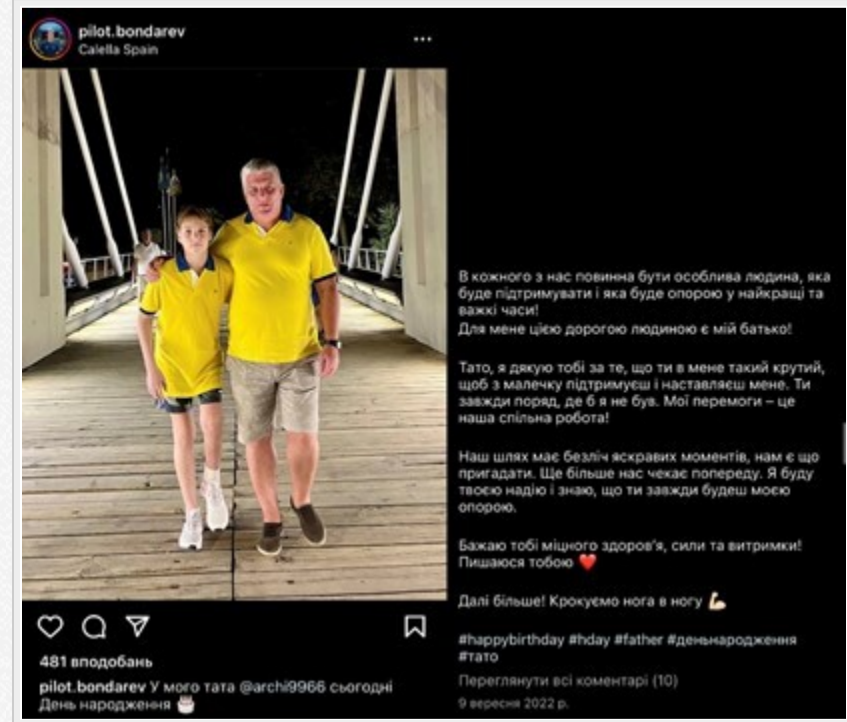 pilot.bondarev
Calella Spain
В кожного з нас повинна бути особлива людина, яка
буде підтримувати і яка буде опорою у найкращі та
важкі часи!
Для мене цією дорогою людиною є мій батько!
Тато, я дякую тобі за те, що ти в мене такий крутий,
щоб з малечку підтримуєш і наставляєш мене. Ти
завжди поряд, де б я не був. Мої перемоги – це
наша спільна робота!
Наш шлях має безліч яскравих моментів, нам є що
пригадати. Ще більше нас чекає попереду. Я буду
твоєю надію і знаю, що ти завжди будеш моєю
опорою.
Бажаю тобі міцного здоров'я, сили та витримки!
Пишаюся тобою ❤️
Далі більше! Крокуємо нога в ногу 💪🏻
#happybirthday #hday #father #деньнародження
#тато
Переглянути всі коментарі (10)
9 вересня 2022 р.
481 вподобань
pilot.bondarev У мого тата @archi9966 сьогодні
День народження 🎂